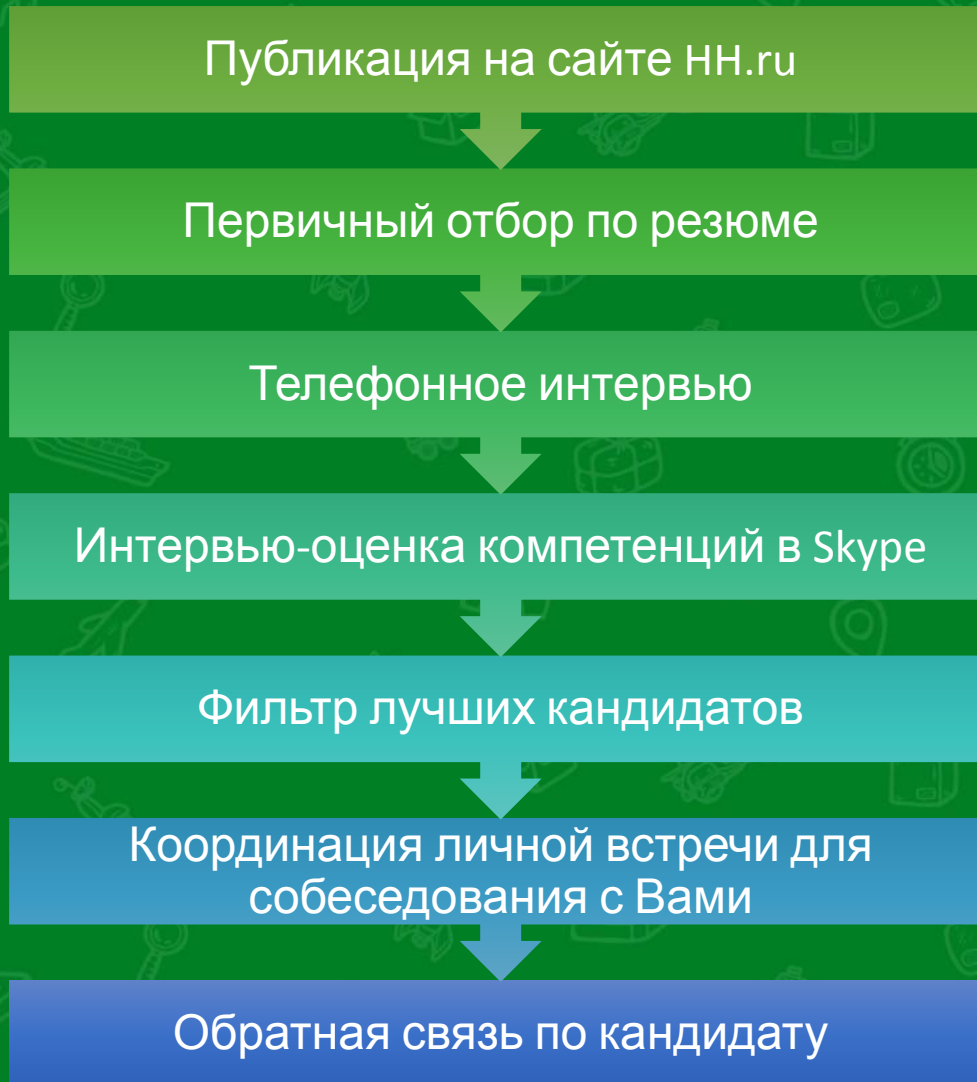 Публикация на сайте HH.ru
Первичный отбор по резюме
Телефонное интервью
Интервью-оценка компетенций в Skype
Фильтр лучших кандидатов
Координация личной встречи для
собеседования с Вами
Обратная связь по кандидату